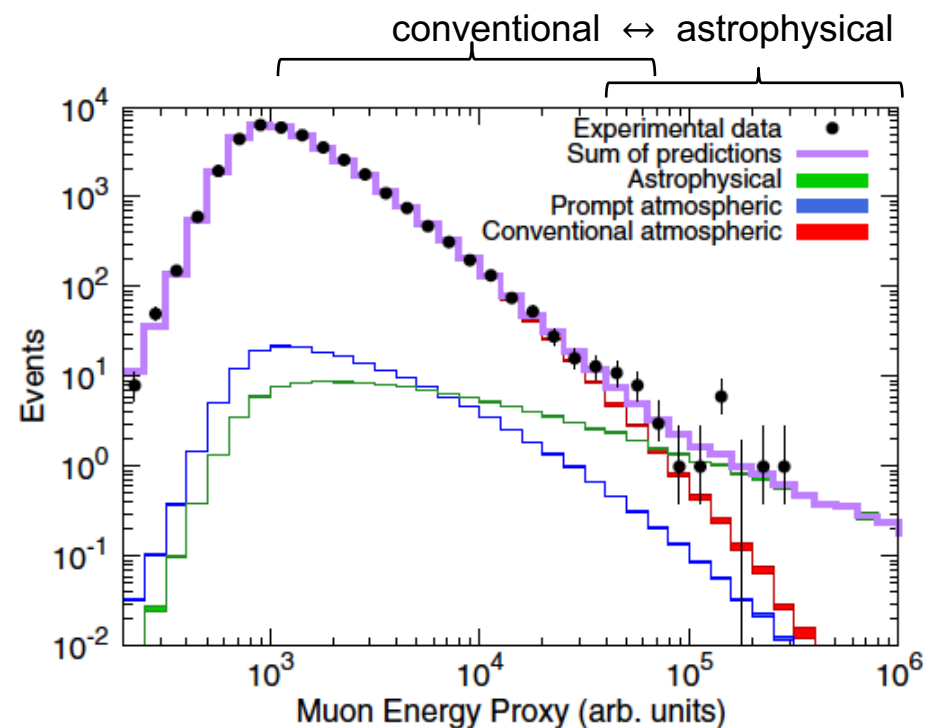 conventional ↔ astrophysical
Experimental data
Sum of predictions
Astrophysical
Prompt atmospheric
Conventional atmospheric
10^4
10^3
10^2
10^1
10^0
10^-1
10^-2
Events
10^3 10^4 10^5 10^6
Muon Energy Proxy (arb. units)